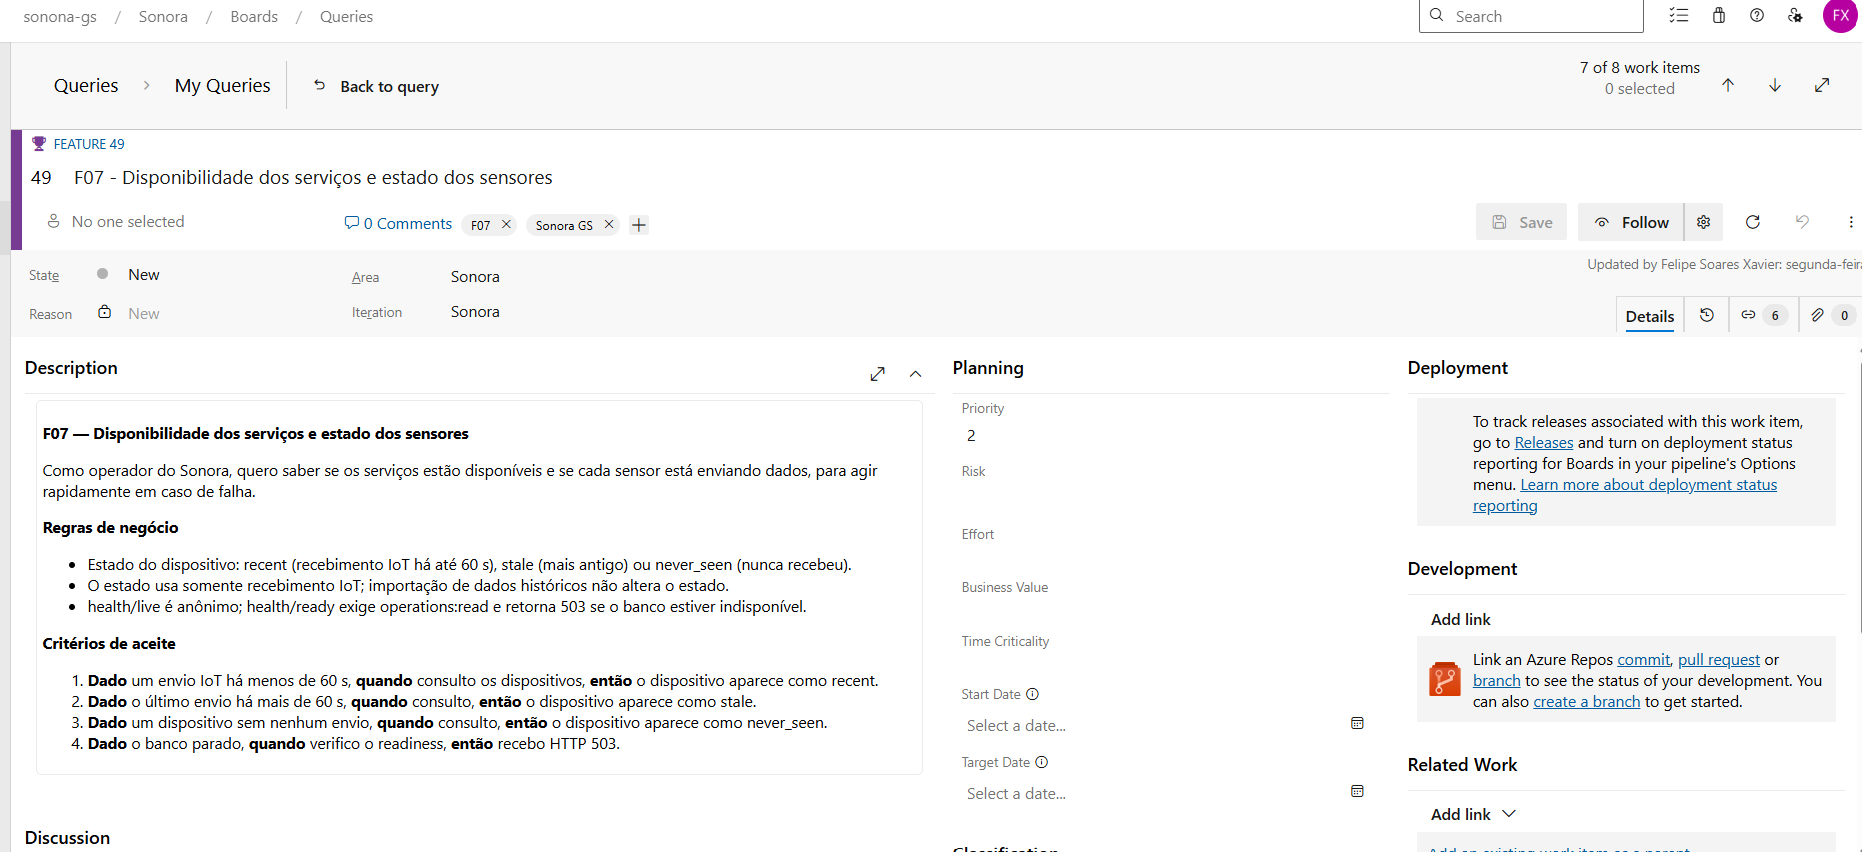 sonona-gs / Sonora / Boards / Queries
Search
FX
Queries > My Queries
Back to query
7 of 8 work items
0 selected
FEATURE 49
49 F07 - Disponibilidade dos serviços e estado dos sensores
No one selected
0 Comments
F07
Sonora GS
Save
Follow
State
New
Area
Sonora
Updated by Felipe Soares Xavier: segunda-feir
Reason
New
Iteration
Sonora
Details
6
0
Description
F07 — Disponibilidade dos serviços e estado dos sensores
Como operador do Sonora, quero saber se os serviços estão disponíveis e se cada sensor está enviando dados, para agir
rapidamente em caso de falha.
Regras de negócio
• Estado do dispositivo: recent (recebimento IoT há até 60 s), stale (mais antigo) ou never_seen (nunca recebeu).
• O estado usa somente recebimento IoT; importação de dados históricos não altera o estado.
• health/live é anônimo; health/ready exige operations:read e retorna 503 se o banco estiver indisponível.
Critérios de aceite
1. Dado um envio IoT há menos de 60 s, quando consulto os dispositivos, então o dispositivo aparece como recent.
2. Dado o último envio há mais de 60 s, quando consulto, então o dispositivo aparece como stale.
3. Dado um dispositivo sem nenhum envio, quando consulto, então o dispositivo aparece como never_seen.
4. Dado o banco parado, quando verifico o readiness, então recebo HTTP 503.
Discussion
Planning
Priority
2
Risk
Effort
Business Value
Time Criticality
Start Date
Select a date...
Target Date
Select a date...
Classification
Deployment
To track releases associated with this work item,
go to Releases and turn on deployment status
reporting for Boards in your pipeline's Options
menu. Learn more about deployment status
reporting
Development
Add link
Link an Azure Repos commit, pull request or
branch to see the status of your development. You
can also create a branch to get started.
Related Work
Add link
Add an existing work item as a parent